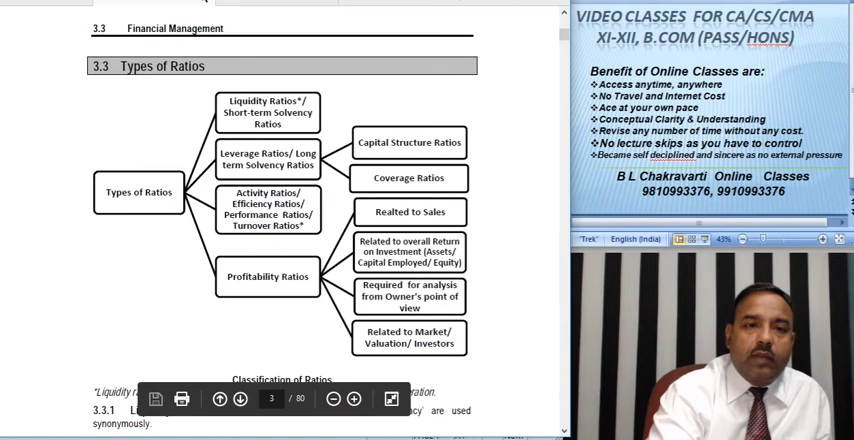 3.3 Financial Management
3.3 Types of Ratios
Types of Ratios
Liquidity Ratios*/
Short-term Solvency
Ratios
Leverage Ratios/ Long
term Solvency Ratios
Activity Ratios/
Efficiency Ratios/
Performance Ratios/
Turnover Ratios*
Profitability Ratios
Capital Structure Ratios
Coverage Ratios
Realted to Sales
Related to overall Return
on Investment (Assets/
Capital Employed/ Equity)
Required for analysis
from Owner's point of
view
Related to Market/
Valuation/ Investors
Classification of Ratios
*Liquidity
3.3.1
are used
synonymously.
3 / 80
VIDEO CLASSES FOR CA/CS/CMA
XI-XII, B.COM (PASS/HONS)
Benefit of Online Classes are:
❖Access anytime, anywhere
❖No Travel and Internet Cost
❖Ace at your own pace
❖Conceptual Clarity & Understanding
❖Revise any number of time without any cost.
❖No lecture skips as you have to control
❖Became self deciplined and sincere as no external pressure
B L Chakravarti Online Classes
9810993376, 9910993376
"Trek" English (India) 43%